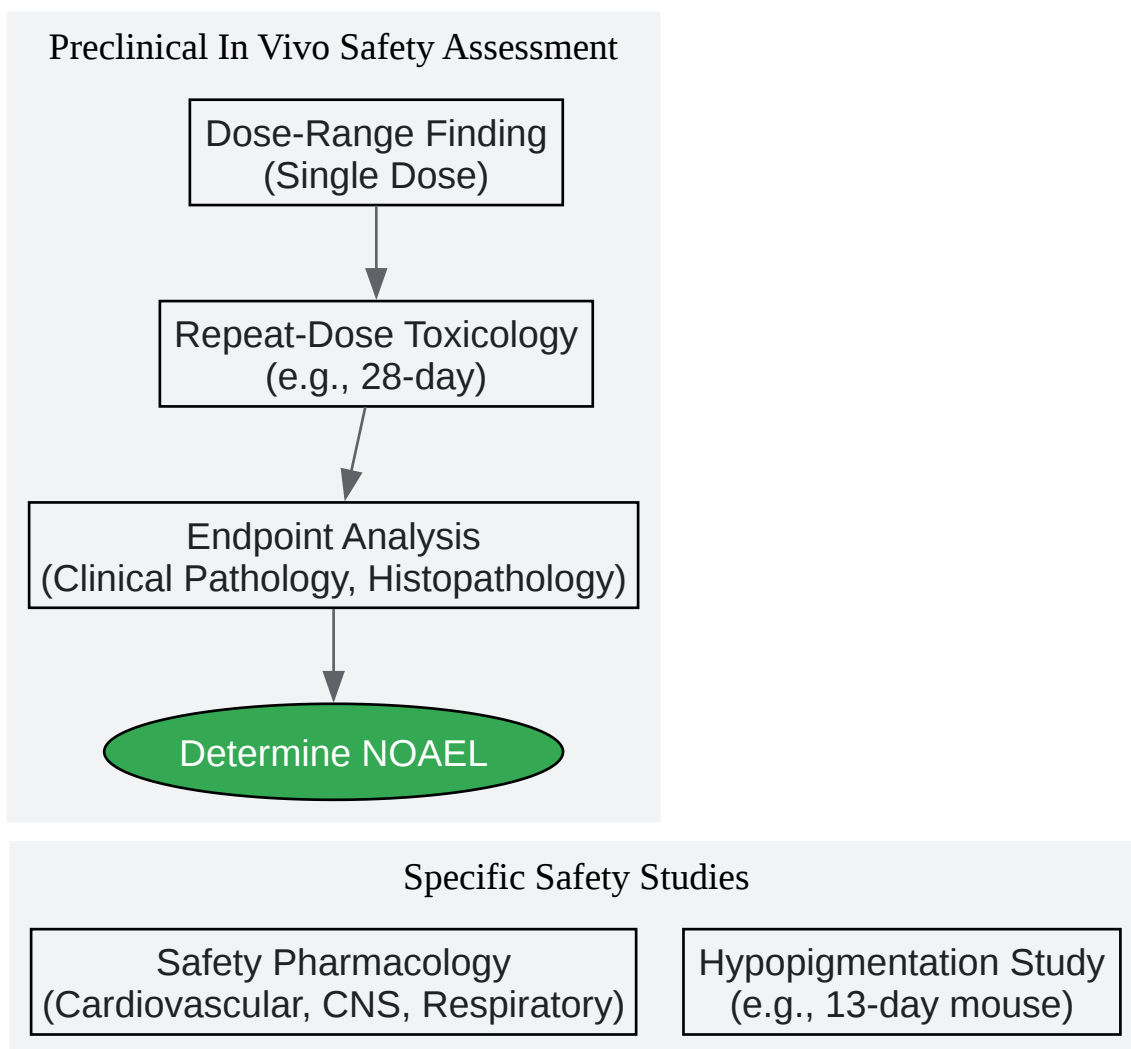 Preclinical In Vivo Safety Assessment
Dose-Range Finding
(Single Dose)
Repeat-Dose Toxicology
(e.g., 28-day)
Endpoint Analysis
(Clinical Pathology, Histopathology)
Determine NOAEL
Specific Safety Studies
Safety Pharmacology
(Cardiovascular, CNS, Respiratory)
Hypopigmentation Study
(e.g., 13-day mouse)